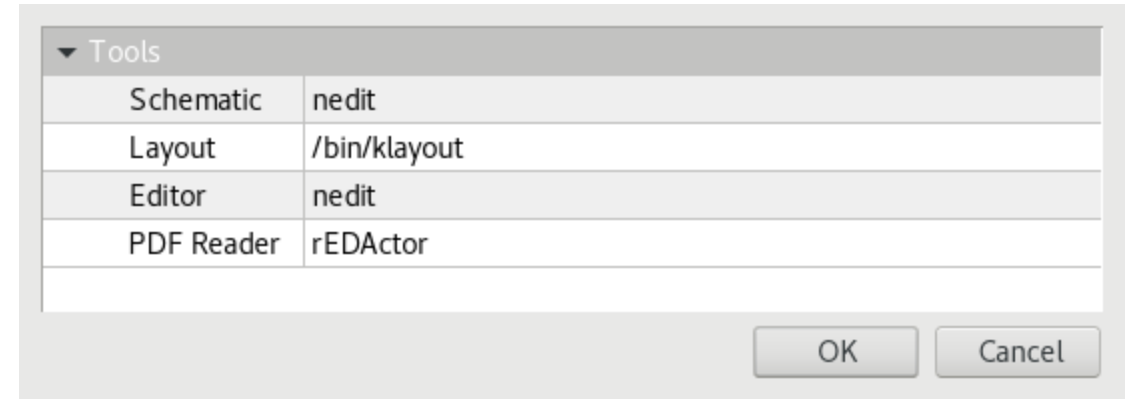 Tools
Schematic nedit
Layout /bin/klayout
Editor nedit
PDF Reader rEDActor
OK Cancel